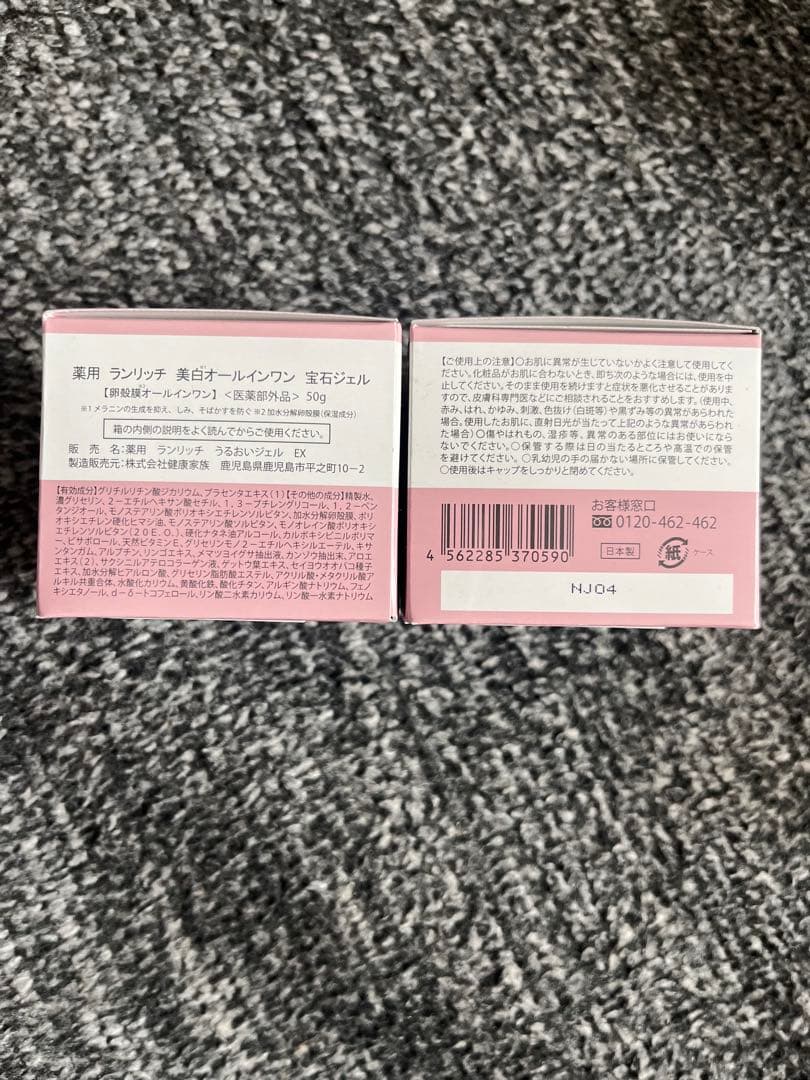 薬用 ランリッチ 美白※1オールインワン 宝石ジェル
【卵殻膜※2オールインワン】<医薬部外品> 50g
※1 メラニンの生成を抑え、しみ、そばかすを防ぐ ※2 加水分解卵殻膜(保湿成分)
箱の内側の説明をよく読んでからご使用ください。
販 売 名:薬用 ランリッチ うるおいジェル EX
製造販売元:株式会社健康家族 鹿児島県鹿児島市平之町10-2
【有効成分】グリチルリチン酸ジカリウム、プラセンタエキス(1)【その他の成分】精製水、
濃グリセリン、2-エチルヘキサン酸セチル、1,3-ブチレングリコール、1,2-ペン
タンジオール、モノステアリン酸ポリオキシエチレンソルビタン、加水分解卵殻膜、ポリ
オキシエチレン硬化ヒマシ油、モノステアリン酸ソルビタン、モノオレイン酸ポリオキシ
エチレンソルビタン(20E.O.)、硬化ナタネ油アルコール、カルボキシビニルポリマ
ー、ビサボロール、天然ビタミンE、グリセリンモノ2-エチルヘキシルエーテル、キサ
ンタンガム、アルブチン、リンゴエキス、メマツヨイグサ抽出液、カンゾウ抽出末、アロエ
エキス(2)、サクシニルアテロコラーゲン液、ゲットウ葉エキス、セイヨウオオバコ種子
エキス、加水分解ヒアルロン酸、グリセリン脂肪酸エステル、アクリル酸・メタクリル酸ア
ルキル共重合体、水酸化カリウム、黄酸化鉄、酸化チタン、アルギン酸ナトリウム、フェノ
キシエタノール、d-δ-トコフェロール、リン酸二水素カリウム、リン酸一水素ナトリウム
【ご使用上の注意】○お肌に異常が生じていないかよく注意して使用してく
ださい。化粧品がお肌に合わないとき、即ち次のような場合には、使用を中
止してください。そのまま使用を続けますと症状を悪化させることがありま
すので、皮膚科専門医などにご相談されることをおすすめします。(使用中、
赤み、はれ、かゆみ、刺激、色抜け(白斑等)や黒ずみ等の異常があらわれた
場合。使用したお肌に、直射日光が当たって上記のような異常があらわれ
た場合)○傷やはれもの、湿疹等、異常のある部位にはお使いになら
ないでください。○保管する際は日の当たるところや高温での保管
を避けてください。○乳幼児の手の届かない場所に保管してください。
○使用後はキャップをしっかりと閉めてください。
お客様窓口
0120-462-462
4 562285 370590
日本製
紙
ケース
NJ04